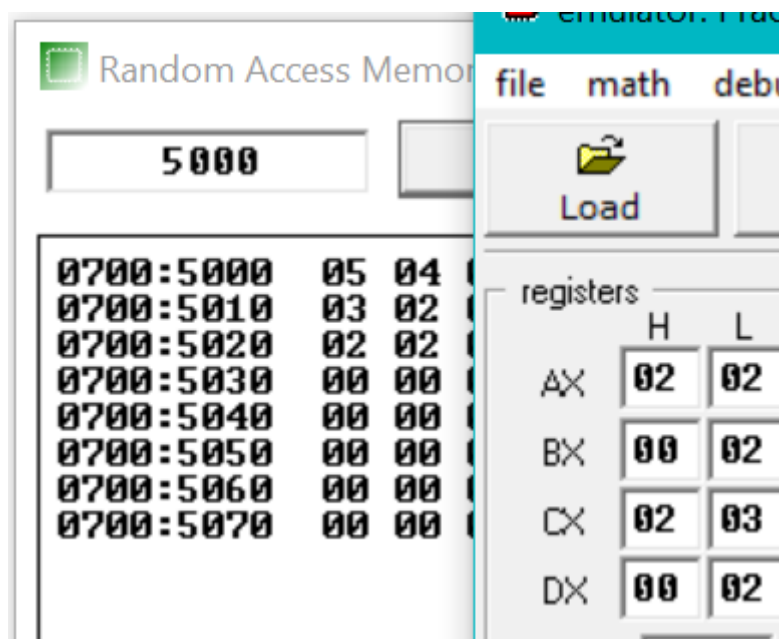 Random Access Memor
5000
0700:5000 05 04
0700:5010 03 02
0700:5020 02 02
0700:5030 00 00
0700:5040 00 00
0700:5050 00 00
0700:5060 00 00
0700:5070 00 00
emulator:
file math debu
Load
registers
H L
AX 02 02
BX 00 02
CX 02 03
DX 00 02